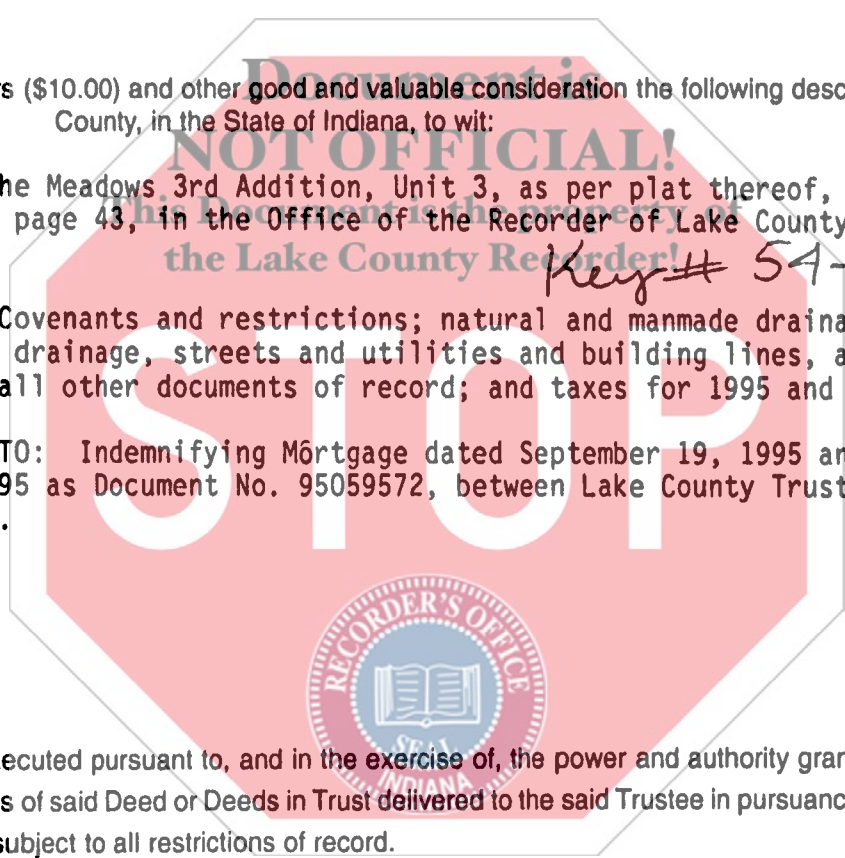 Document is
s ($10.00) and other good and valuable consideration the following desc
County, in the State of Indiana, to wit:
NOT OFFICIAL!
he Meadows 3rd Addition, Unit 3, as per plat thereof,
This Document is the property of
page 43, in the Office of the Recorder of Lake County
the Lake County Recorder!
Key # 54-
Covenants and restrictions; natural and manmade draina
drainage, streets and utilities and building lines, a
all other documents of record; and taxes for 1995 and
STOP
TO: Indemnifying Mortgage dated September 19, 1995 an
95 as Document No. 95059572, between Lake County Trust
.
RECORDER'S OFFICE
SEAL
INDIANA
ecuted pursuant to, and in the exercise of, the power and authority gran
s of said Deed or Deeds in Trust delivered to the said Trustee in pursuanc
subject to all restrictions of record.